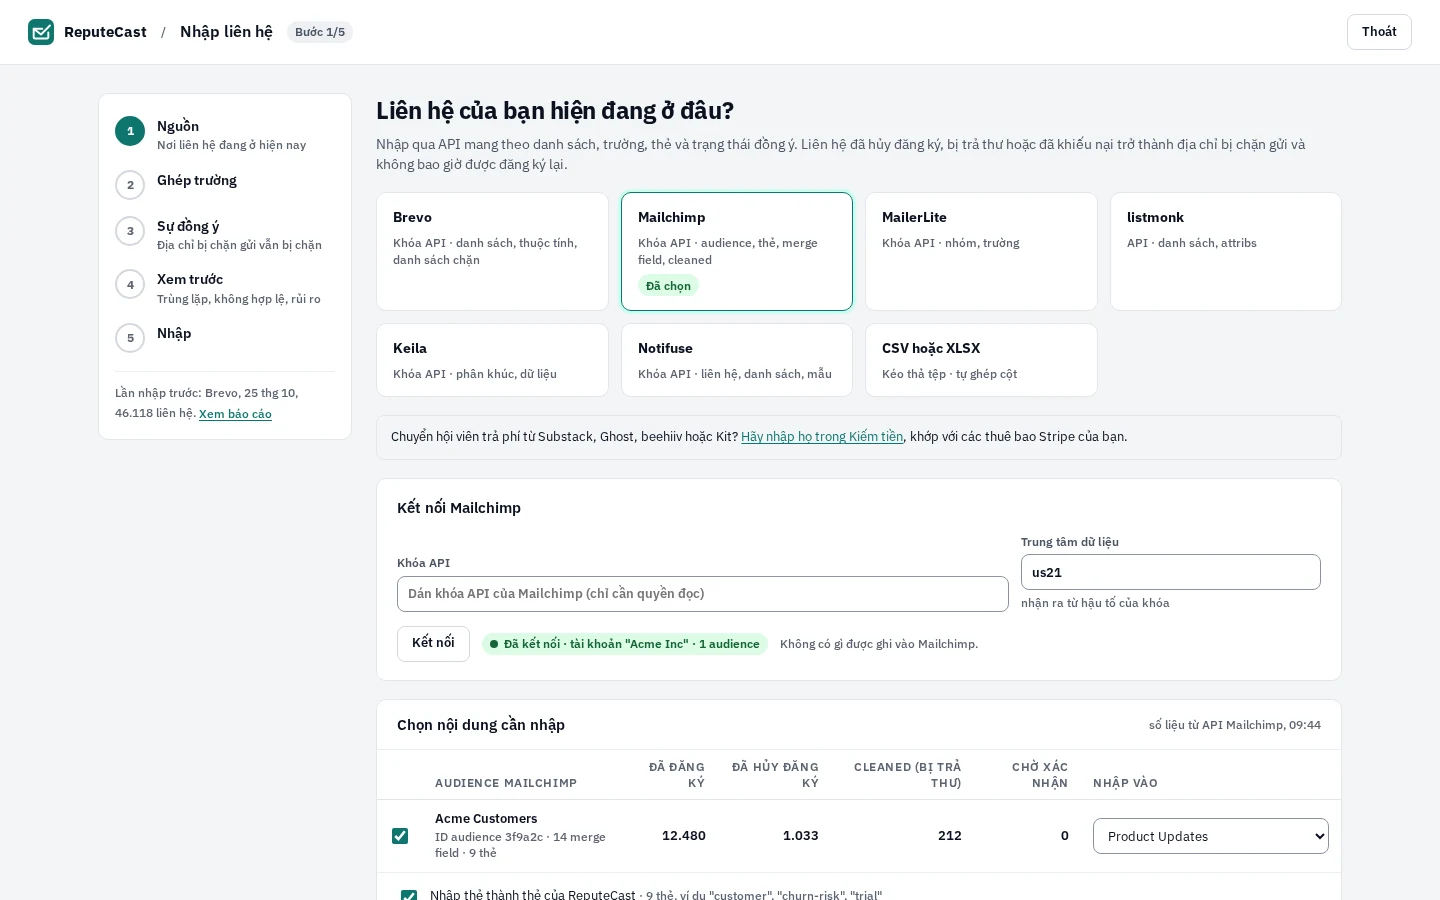 ReputeCast / Nhập liên hệ Bước 1/5
Thoát
1 Nguồn
Nơi liên hệ đang ở hiện nay
2 Ghép trường
3 Sự đồng ý
Địa chỉ bị chặn gửi vẫn bị chặn
4 Xem trước
Trùng lặp, không hợp lệ, rủi ro
5 Nhập
Lần nhập trước: Brevo, 25 thg 10,
46.118 liên hệ. Xem báo cáo
Liên hệ của bạn hiện đang ở đâu?
Nhập qua API mang theo danh sách, trường, thẻ và trạng thái đồng ý. Liên hệ đã hủy đăng ký, bị trả thư hoặc đã khiếu nại trở thành địa chỉ bị chặn gửi và
không bao giờ được đăng ký lại.
Brevo
Khóa API · danh sách, thuộc tính,
danh sách chặn
Mailchimp
Khóa API · audience, thẻ, merge
field, cleaned
Đã chọn
MailerLite
Khóa API · nhóm, trường
listmonk
API · danh sách, attribs
Keila
Khóa API · phân khúc, dữ liệu
Notifuse
Khóa API · liên hệ, danh sách, mẫu
CSV hoặc XLSX
Kéo thả tệp · tự ghép cột
Chuyển hội viên trả phí từ Substack, Ghost, beehiiv hoặc Kit? Hãy nhập họ trong Kiếm tiền, khớp với các thuê bao Stripe của bạn.
Kết nối Mailchimp
Khóa API
Dán khóa API của Mailchimp (chỉ cần quyền đọc)
Trung tâm dữ liệu
us21
nhận ra từ hậu tố của khóa
Kết nối
Đã kết nối · tài khoản "Acme Inc" · 1 audience
Không có gì được ghi vào Mailchimp.
Chọn nội dung cần nhập
số liệu từ API Mailchimp, 09:44
AUDIENCE MAILCHIMP
ĐÃ ĐĂNG
KÝ
ĐÃ HỦY ĐĂNG
KÝ
CLEANED (BỊ TRẢ
THƯ)
CHỜ XÁC
NHẬN
NHẬP VÀO
Acme Customers
ID audience 3f9a2c · 14 merge
field · 9 thẻ
12.480
1.033
212
0
Product Updates
Nhập thẻ thành thẻ của ReputeCast · 9 thẻ, ví dụ "customer", "churn-risk", "trial"